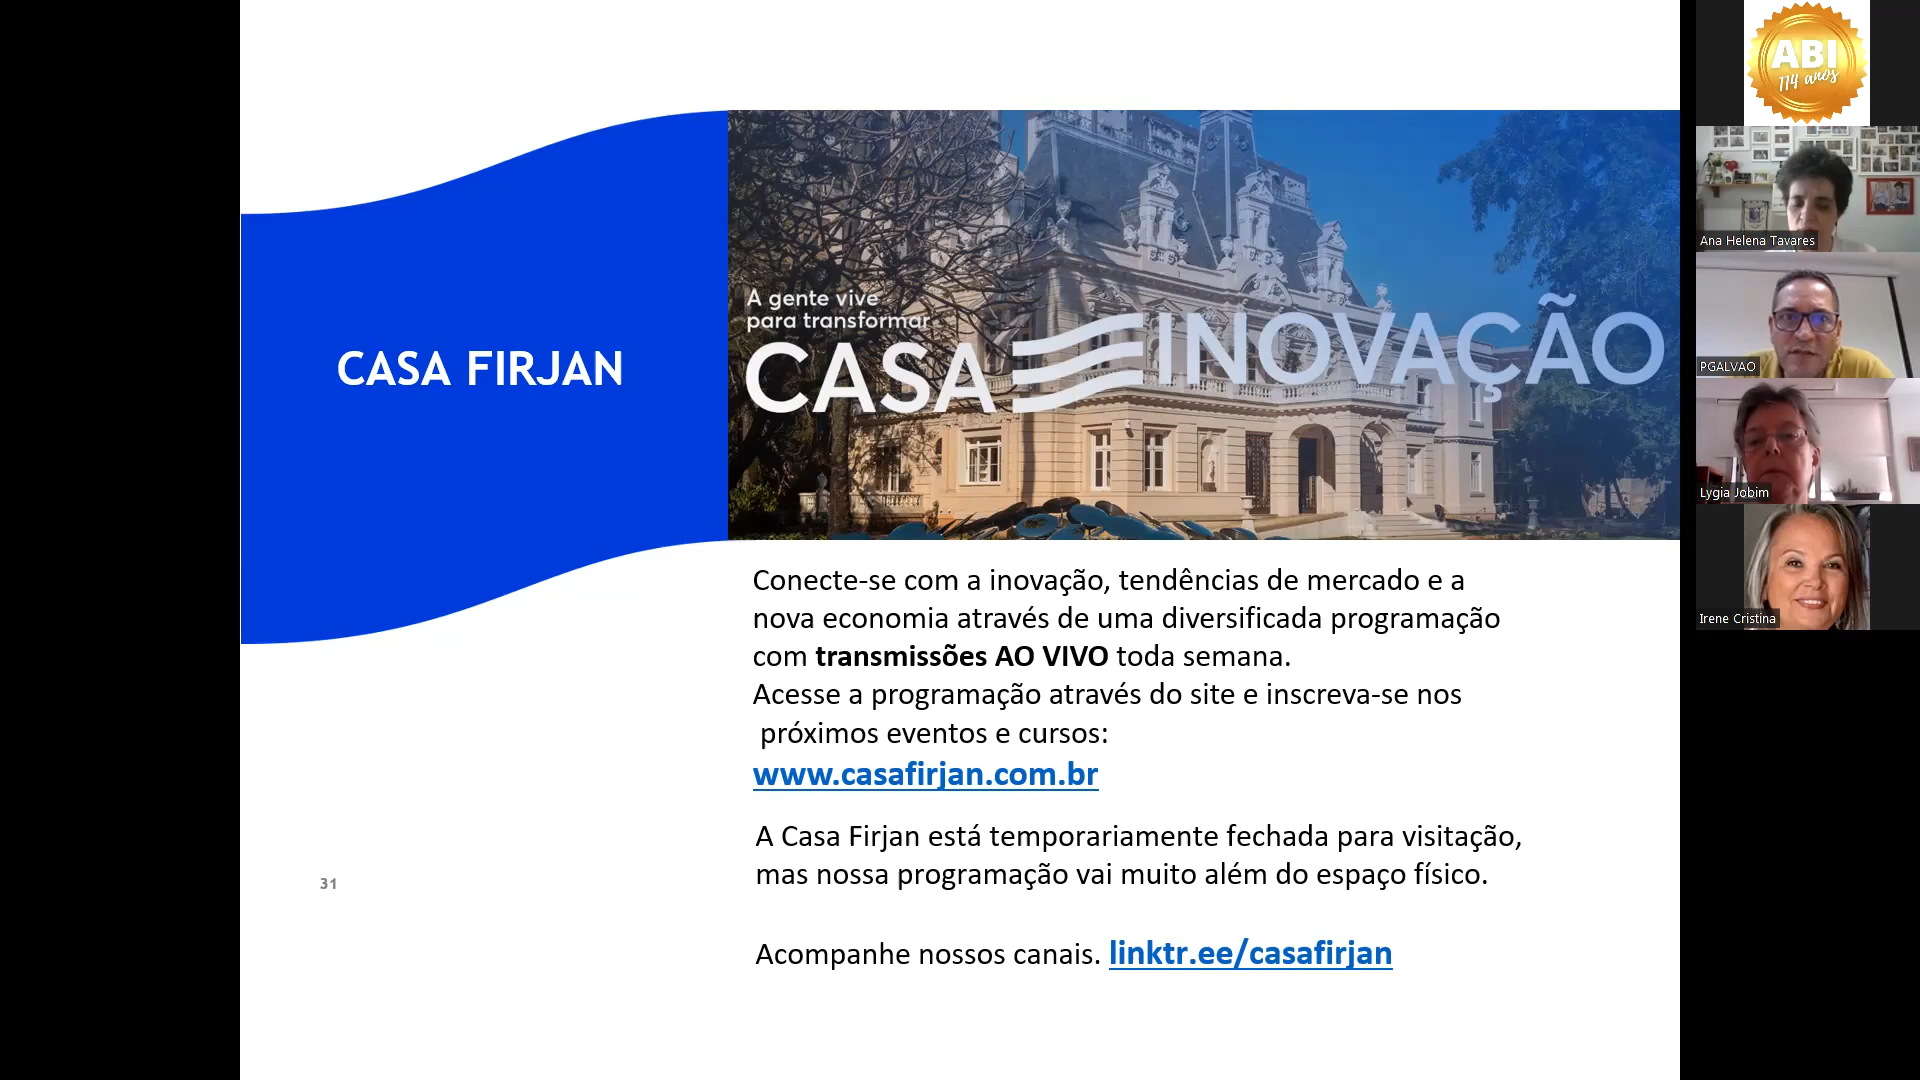 CASA FIRJAN
A gente vive
para transformar
CASA INOVAÇÃO
Conecte-se com a inovação, tendências de mercado e a
nova economia através de uma diversificada programação
com transmissões AO VIVO toda semana.
Acesse a programação através do site e inscreva-se nos
próximos eventos e cursos:
www.casafirjan.com.br
A Casa Firjan está temporariamente fechada para visitação,
mas nossa programação vai muito além do espaço físico.
Acompanhe nossos canais. linktr.ee/casafirjan
31
ABI
114 anos
Ana Helena Tavares
PGALVAO
Lygia Jobim
Irene Cristina